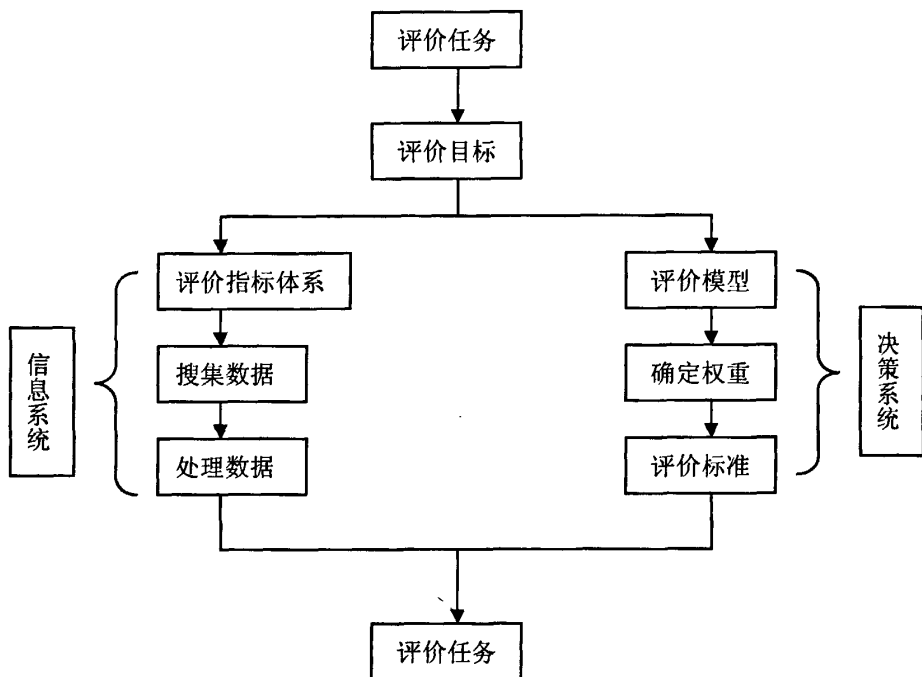 评价任务
评价目标
评价指标体系
搜集数据
处理数据
信息系统
评价模型
确定权重
评价标准
决策系统
评价任务